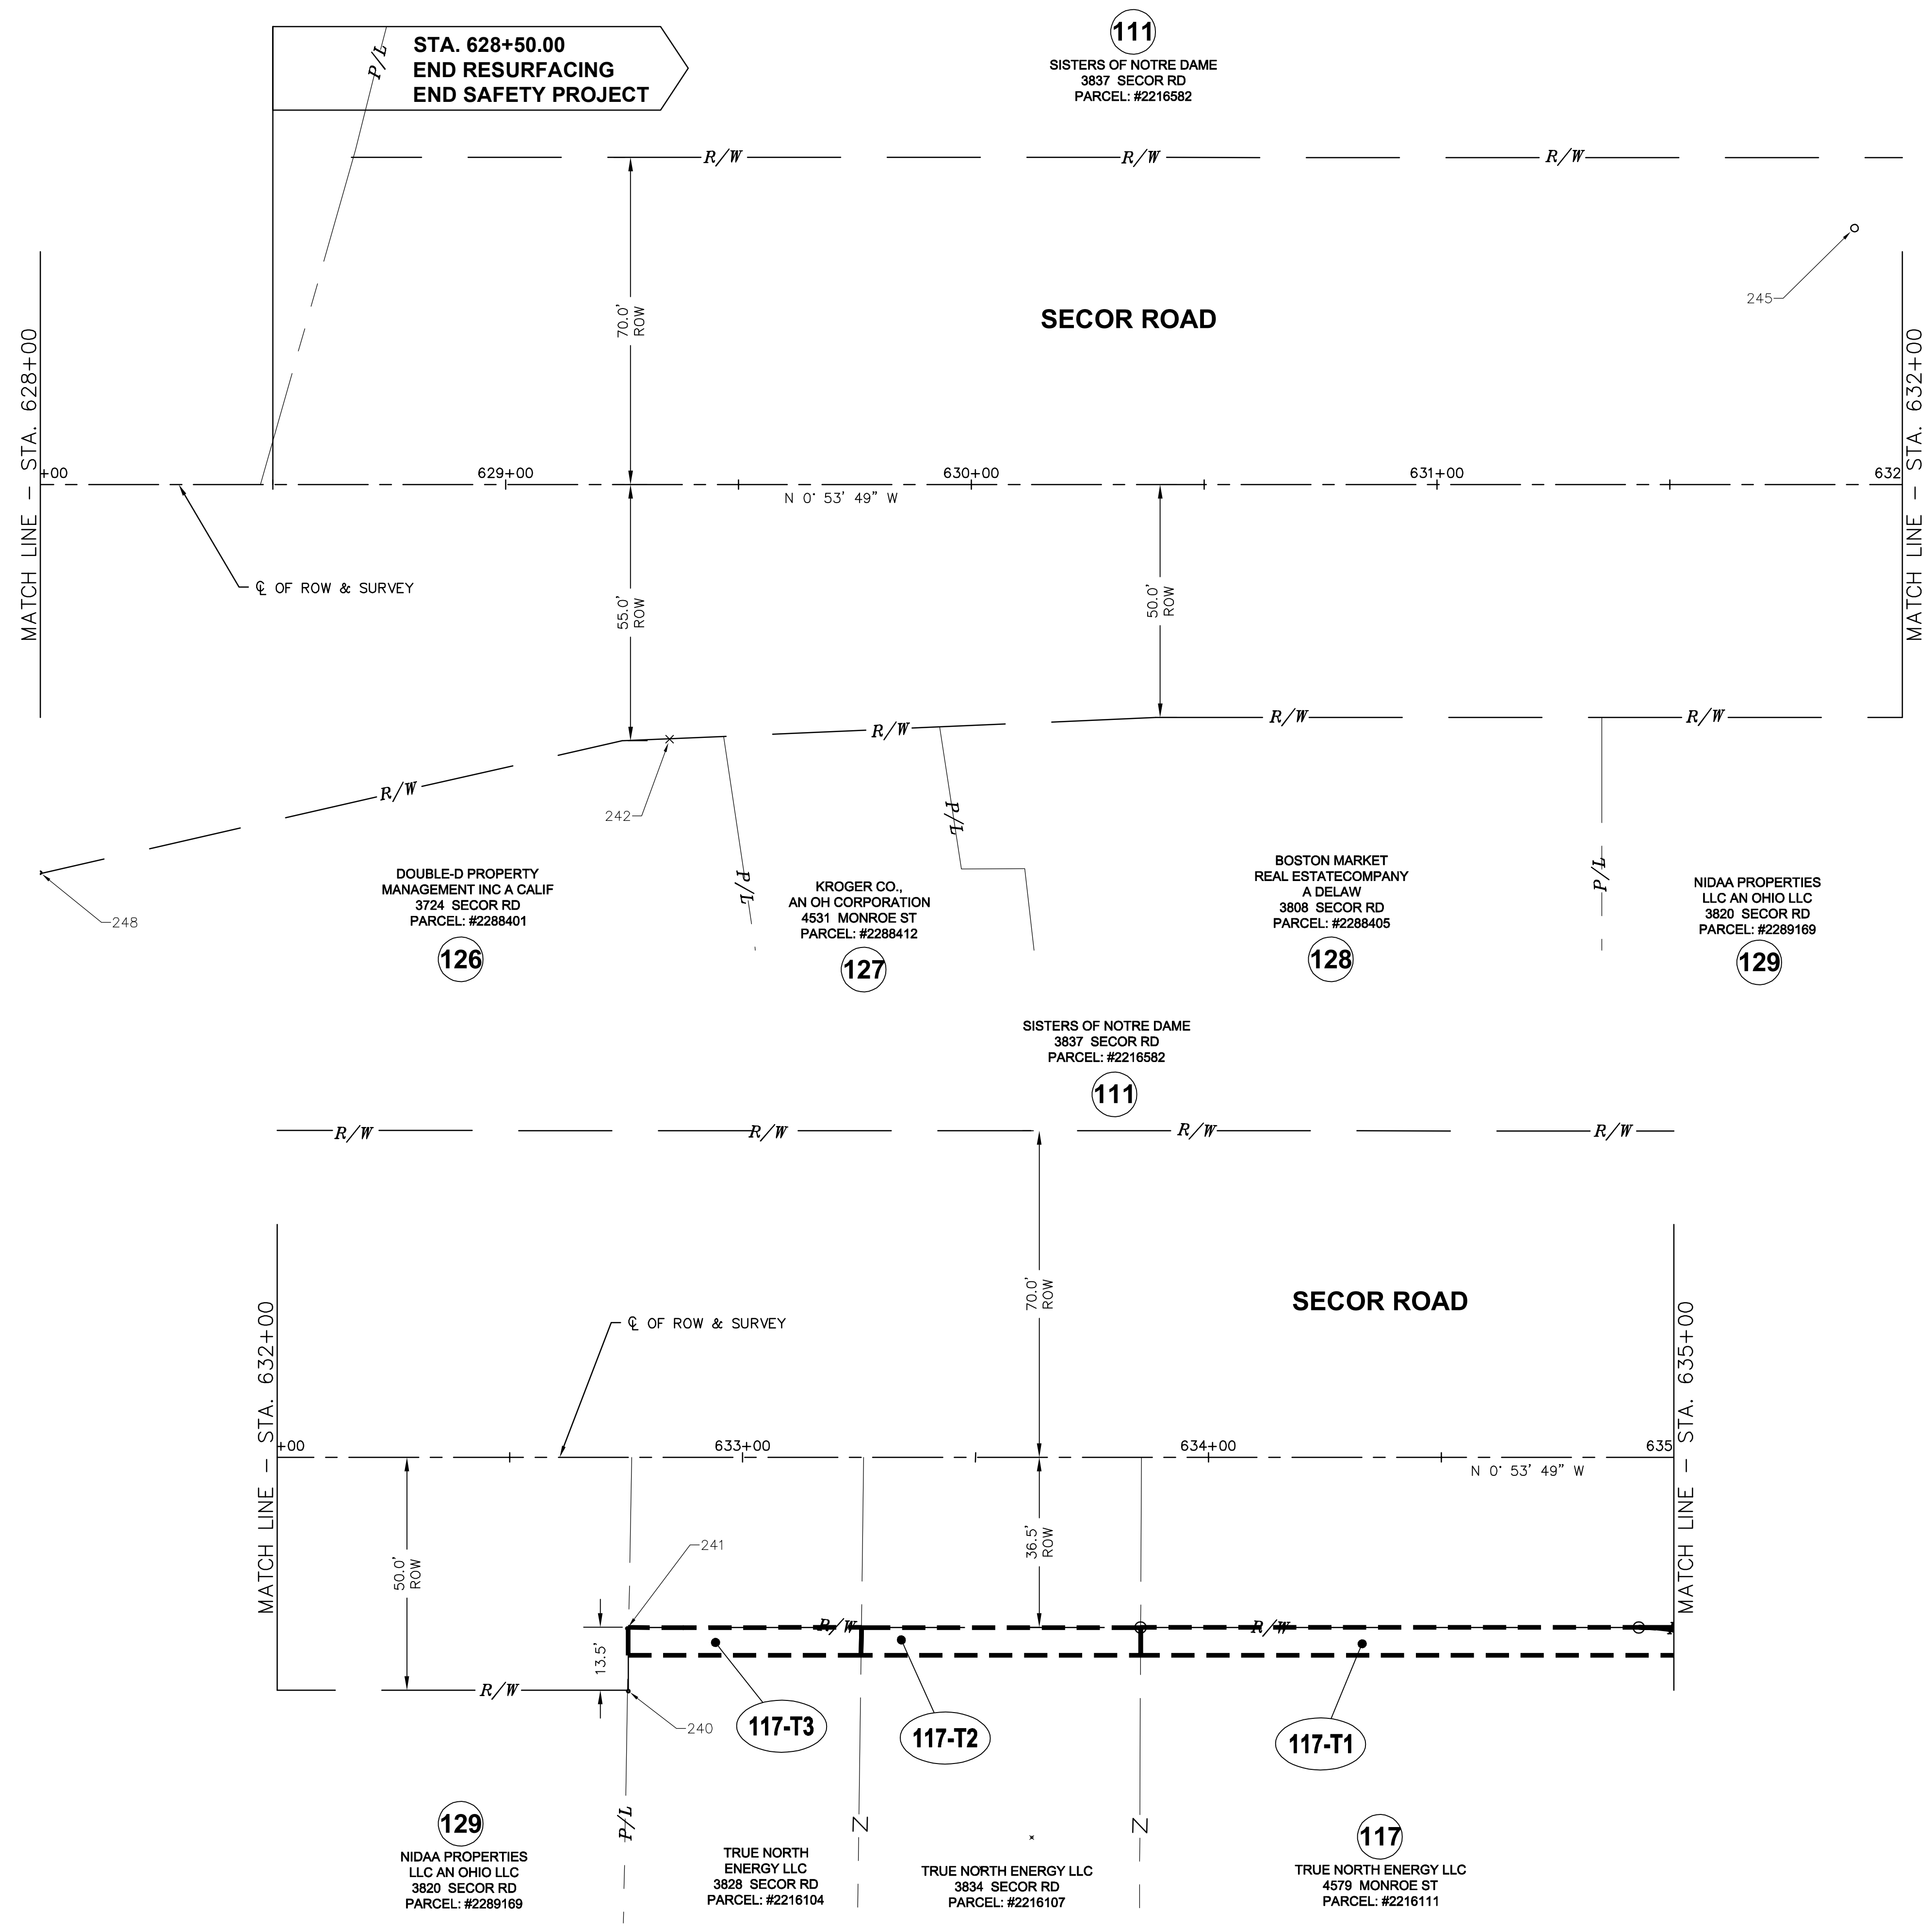 STA. 628+50.00
END RESURFACING
END SAFETY PROJECT
P/L
111
SISTERS OF NOTRE DAME
3837 SECOR RD
PARCEL: #2216582
R/W
R/W
R/W
245
70.0'
ROW
SECOR ROAD
MATCH LINE – STA. 628+00
MATCH LINE – STA. 632+00
+00
629+00
630+00
631+00
632
N 0° 53' 49" W
℄ OF ROW & SURVEY
55.0'
ROW
50.0'
ROW
R/W
R/W
R/W
R/W
242
248
P/L
P/L
P/L
DOUBLE-D PROPERTY
MANAGEMENT INC A CALIF
3724 SECOR RD
PARCEL: #2288401
126
KROGER CO.,
AN OH CORPORATION
4531 MONROE ST
PARCEL: #2288412
127
BOSTON MARKET
REAL ESTATECOMPANY
A DELAW
3808 SECOR RD
PARCEL: #2288405
128
NIDAA PROPERTIES
LLC AN OHIO LLC
3820 SECOR RD
PARCEL: #2289169
129
SISTERS OF NOTRE DAME
3837 SECOR RD
PARCEL: #2216582
111
R/W
R/W
R/W
R/W
70.0'
ROW
SECOR ROAD
℄ OF ROW & SURVEY
MATCH LINE – STA. 632+00
MATCH LINE – STA. 635+00
+00
633+00
634+00
635
N 0° 53' 49" W
50.0'
ROW
36.5'
ROW
241
13.5'
R/W
R/W
R/W
240
117-T3
117-T2
117-T1
P/L
Z
Z
129
NIDAA PROPERTIES
LLC AN OHIO LLC
3820 SECOR RD
PARCEL: #2289169
TRUE NORTH
ENERGY LLC
3828 SECOR RD
PARCEL: #2216104
TRUE NORTH ENERGY LLC
3834 SECOR RD
PARCEL: #2216107
117
TRUE NORTH ENERGY LLC
4579 MONROE ST
PARCEL: #2216111